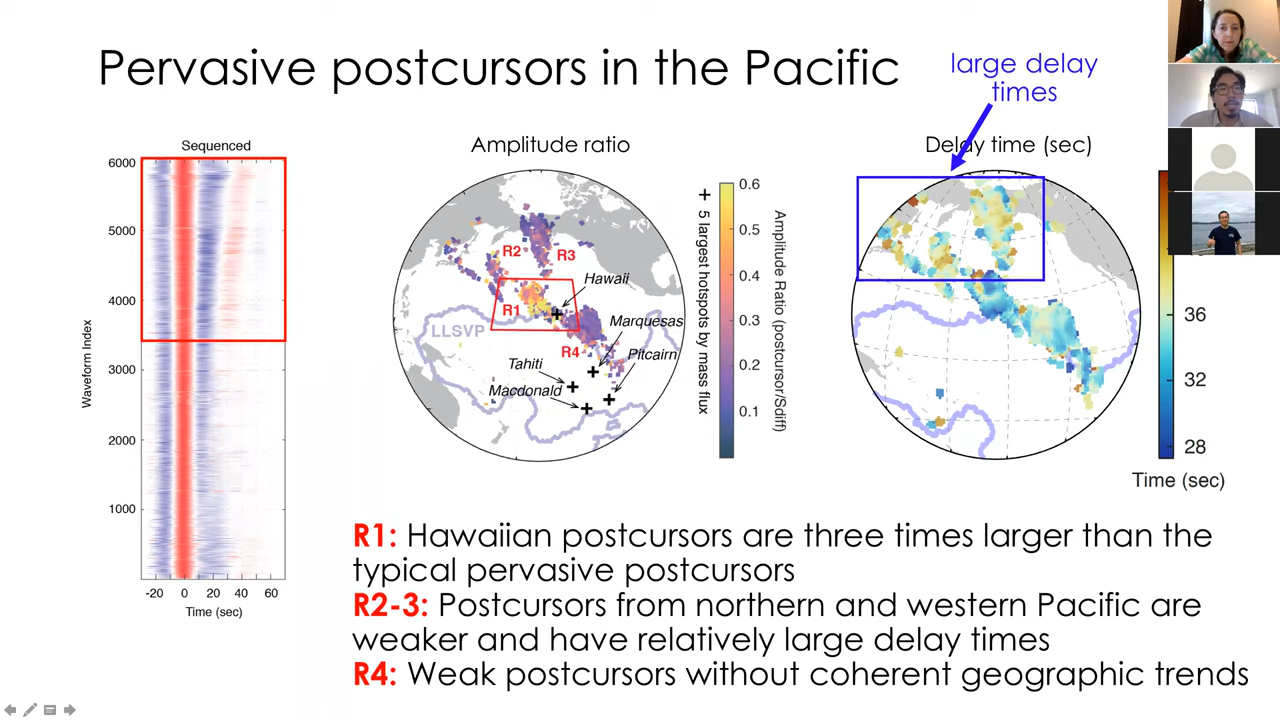 Pervasive postcursors in the Pacific
large delay
times
Sequenced
6000
5000
4000
3000
2000
1000
Waveform Index
-20 0 20 40 60
Time (sec)
Amplitude ratio
R2
R3
R1
R4
Hawaii
LLSVP
Marquesas
Tahiti
Pitcairn
Macdonald
+ 5 largest hotspots by mass flux
0.6
0.5
0.4
0.3
0.2
0.1
Amplitude Ratio (postcursor/Sdiff)
Delay time (sec)
36
32
28
Time (sec)
R1: Hawaiian postcursors are three times larger than the
typical pervasive postcursors
R2-3: Postcursors from northern and western Pacific are
weaker and have relatively large delay times
R4: Weak postcursors without coherent geographic trends